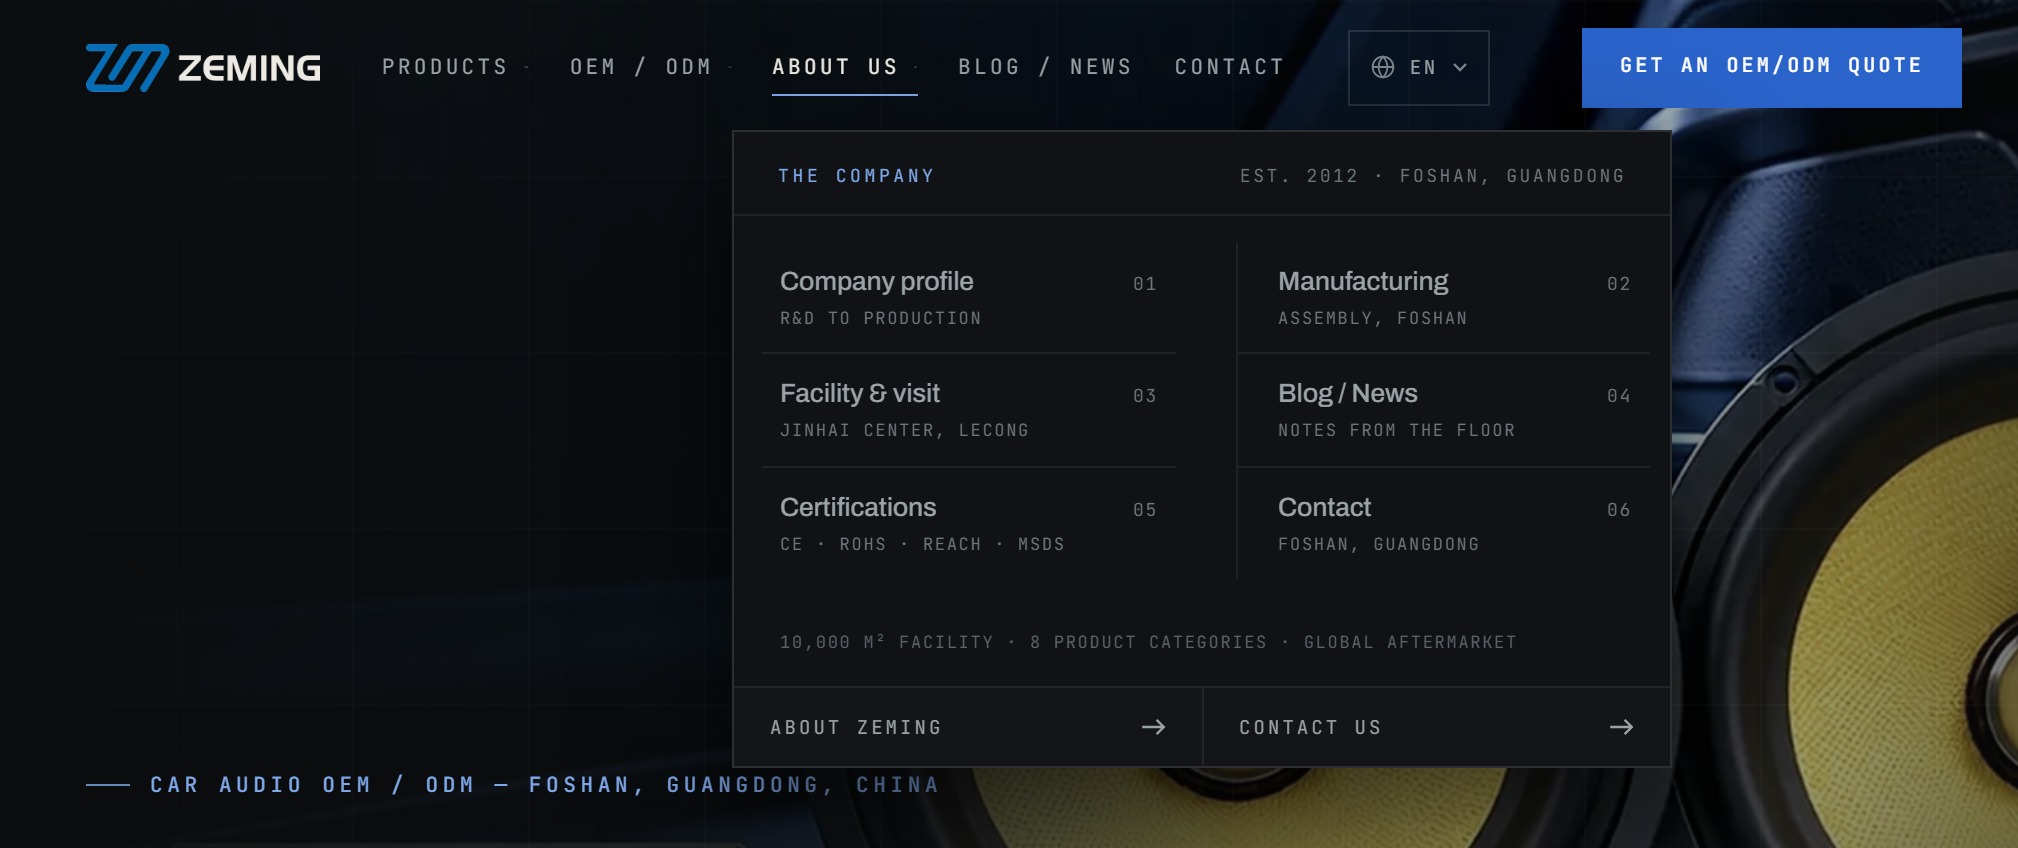 ZEMING
PRODUCTS
OEM / ODM
ABOUT US
BLOG / NEWS
CONTACT
EN
GET AN OEM/ODM QUOTE
THE COMPANY
EST. 2012 · FOSHAN, GUANGDONG
Company profile 01
R&D TO PRODUCTION
Manufacturing 02
ASSEMBLY, FOSHAN
Facility & visit 03
JINHAI CENTER, LECONG
Blog / News 04
NOTES FROM THE FLOOR
Certifications 05
CE · ROHS · REACH · MSDS
Contact 06
FOSHAN, GUANGDONG
10,000 M² FACILITY · 8 PRODUCT CATEGORIES · GLOBAL AFTERMARKET
ABOUT ZEMING →
CONTACT US →
CAR AUDIO OEM / ODM — FOSHAN, GUANGDONG, CHINA